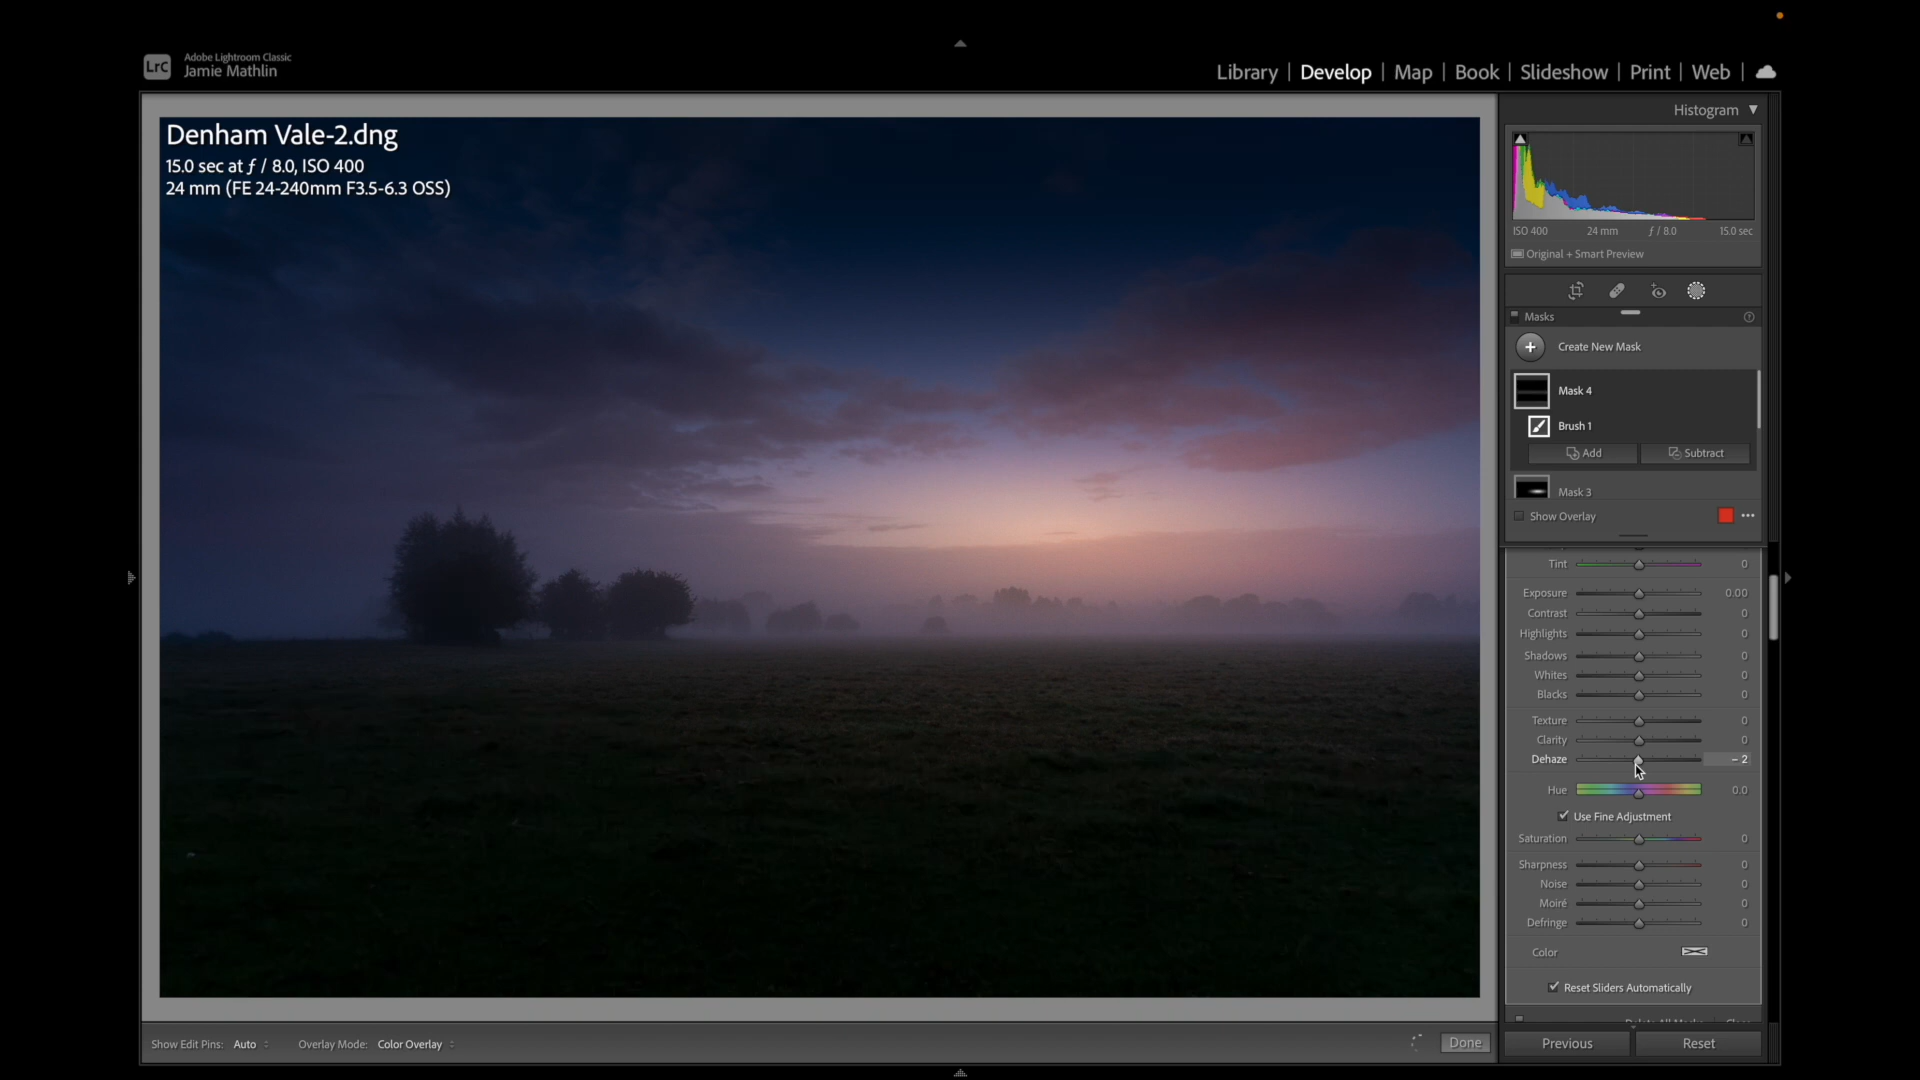 LrC
Adobe Lightroom Classic
Jamie Mathlin
Library | Develop | Map | Book | Slideshow | Print | Web |
Denham Vale-2.dng
15.0 sec at ƒ / 8.0, ISO 400
24 mm (FE 24-240mm F3.5-6.3 OSS)
Histogram
ISO 400 24 mm ƒ / 8.0 15.0 sec
Original + Smart Preview
Masks
Create New Mask
Mask 4
Brush 1
Add Subtract
Mask 3
Show Overlay
Tint 0
Exposure 0.00
Contrast 0
Highlights 0
Shadows 0
Whites 0
Blacks 0
Texture 0
Clarity 0
Dehaze – 2
Hue 0.0
Use Fine Adjustment
Saturation 0
Sharpness 0
Noise 0
Moiré 0
Defringe 0
Color
Reset Sliders Automatically
Show Edit Pins: Auto Overlay Mode: Color Overlay Done
Previous Reset